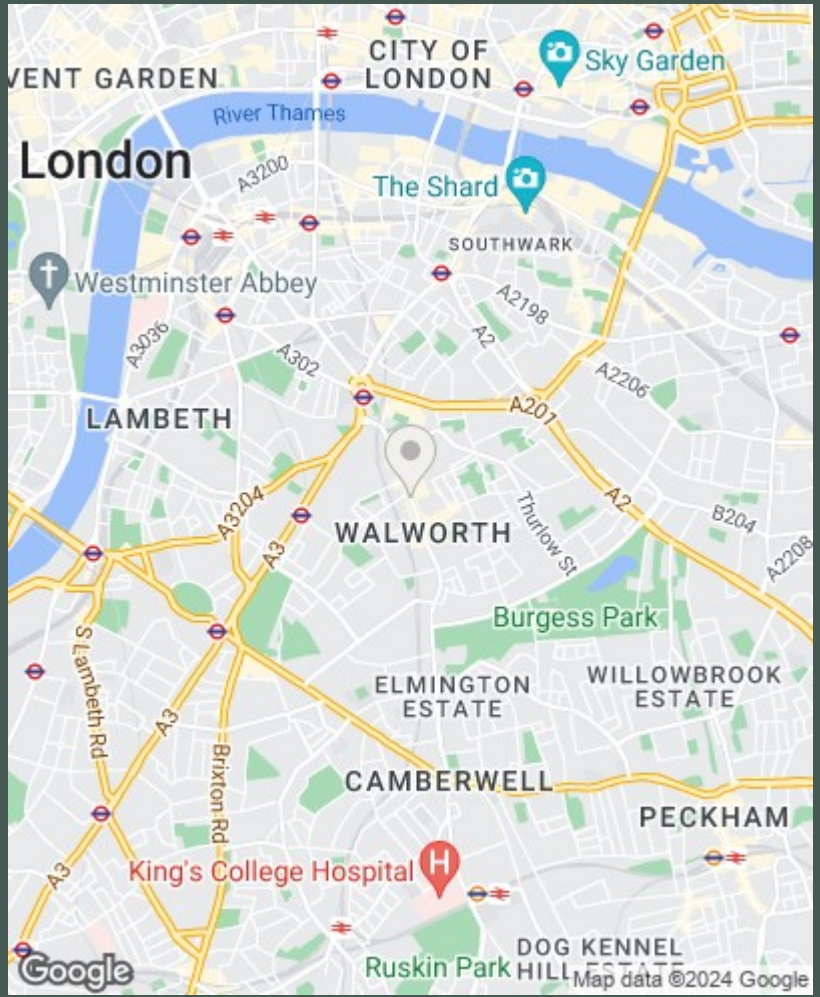 CITY OF
LONDON
Sky Garden
VENT GARDEN
River Thames
London
A3200
The Shard
SOUTHWARK
Westminster Abbey
A2198
A3036
A2
A302
A2206
LAMBETH
A201
A3204
A2
Thurlow St
B204
WALWORTH
A3
A2208
Burgess Park
S Lambeth Rd
ELMINGTON
ESTATE
WILLOWBROOK
ESTATE
A3
Brixton Rd
CAMBERWELL
PECKHAM
King's College Hospital
H
A3
DOG KENNEL
HILL ESTATE
Ruskin Park
Google
Map data ©2024 Google